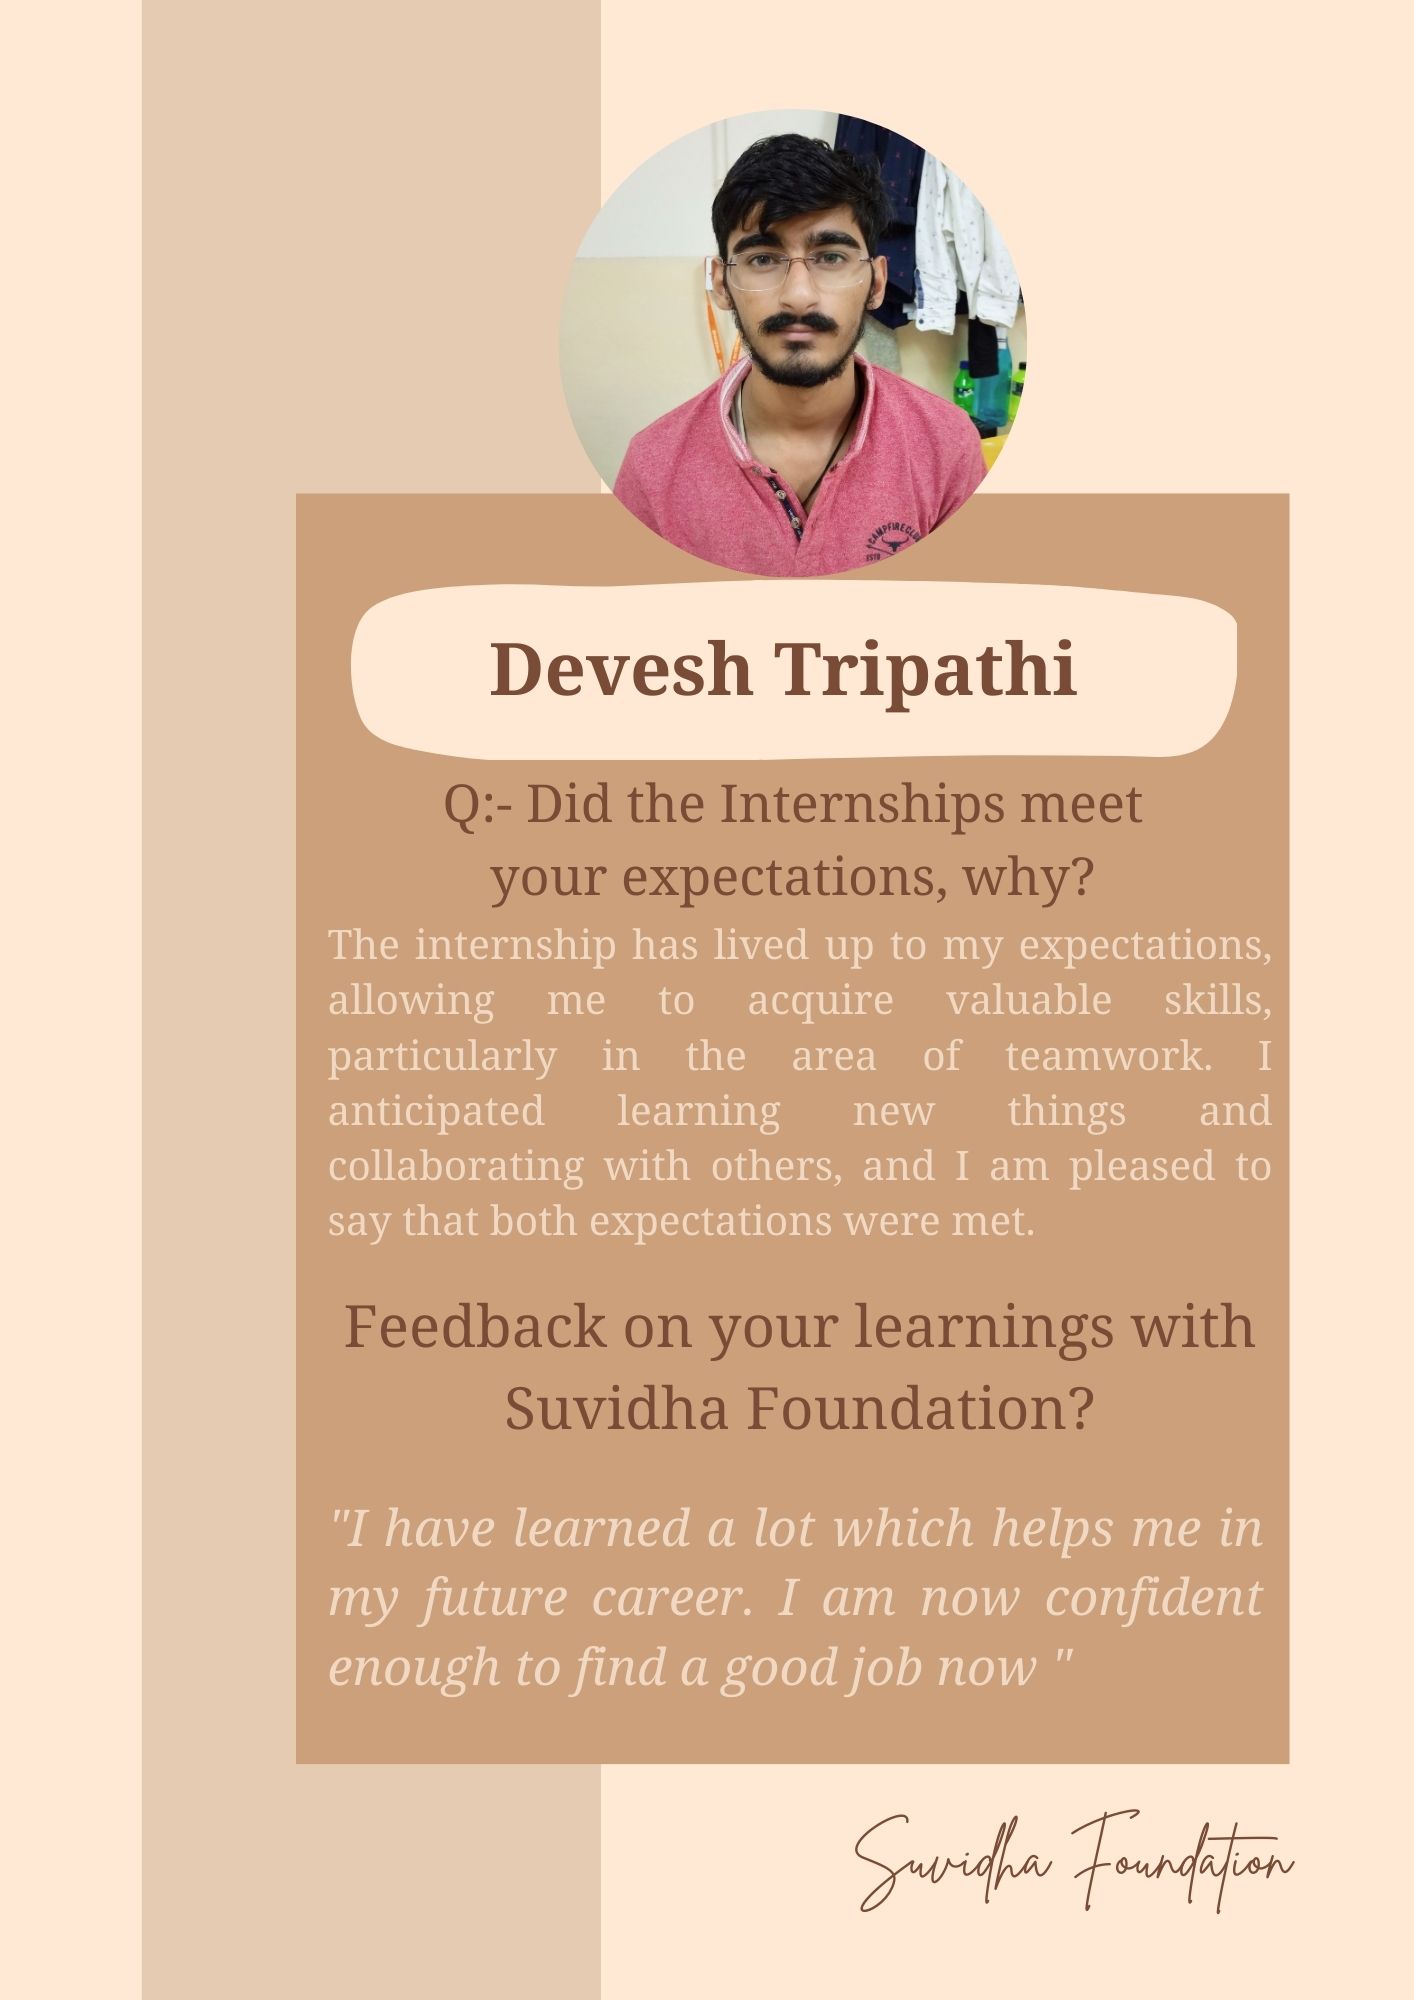 CAMPFIRECLU
ESTD
Devesh Tripathi
Q:- Did the Internships meet
your expectations, why?
The internship has lived up to my expectations,
allowing me to acquire valuable skills,
particularly in the area of teamwork. I
anticipated learning new things and
collaborating with others, and I am pleased to
say that both expectations were met.
Feedback on your learnings with
Suvidha Foundation?
"I have learned a lot which helps me in
my future career. I am now confident
enough to find a good job now "
Suvidha Foundation